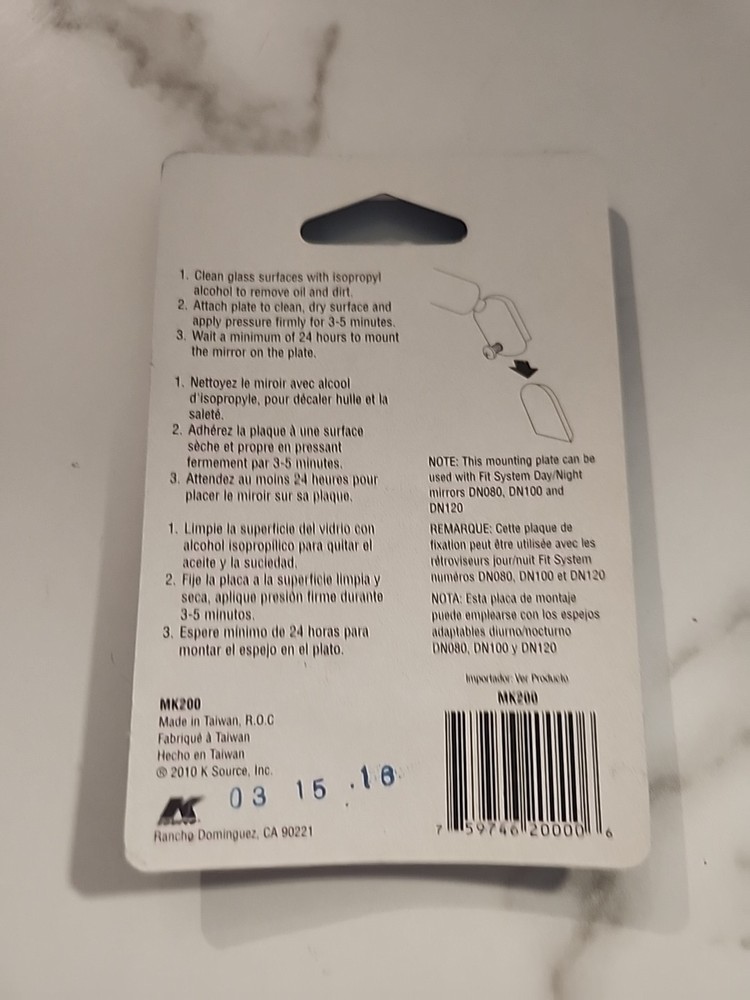 1. Clean glass surfaces with isopropyl
alcohol to remove oil and dirt.
2. Attach plate to clean, dry surface and
apply pressure firmly for 3-5 minutes.
3. Wait a minimum of 24 hours to mount
the mirror on the plate.
1. Nettoyez le miroir avec alcool
d'isopropyle, pour décaler huile et la
saleté.
2. Adhérez la plaque à une surface
sèche et propre en pressant
fermement par 3-5 minutes.
3. Attendez au moins 24 heures pour
placer le miroir sur sa plaque.
1. Limpie la superficie del vidrio con
alcohol isopropílico para quitar el
aceite y la suciedad.
2. Fije la placa a la superficie limpia y
seca, aplique presión firme durante
3-5 minutos.
3. Espere mínimo de 24 horas para
montar el espejo en el plato.
NOTE: This mounting plate can be
used with Fit System Day/Night
mirrors DN080, DN100 and
DN120
REMARQUE: Cette plaque de
fixation peut être utilisée avec les
rétroviseurs jour/nuit Fit System
numéros DN080, DN100 et DN120
NOTA: Esta placa de montaje
puede emplearse con los espejos
adaptables diurno/nocturno
DN080, DN100 y DN120
MK200
Made in Taiwan, R.O.C
Fabriqué à Taiwan
Hecho en Taiwan
© 2010 K Source, Inc.
03 15 .16
K SOURCE
Rancho Dominguez, CA 90221
Importador: Ver Producto
MK200
7 59746 20000 6